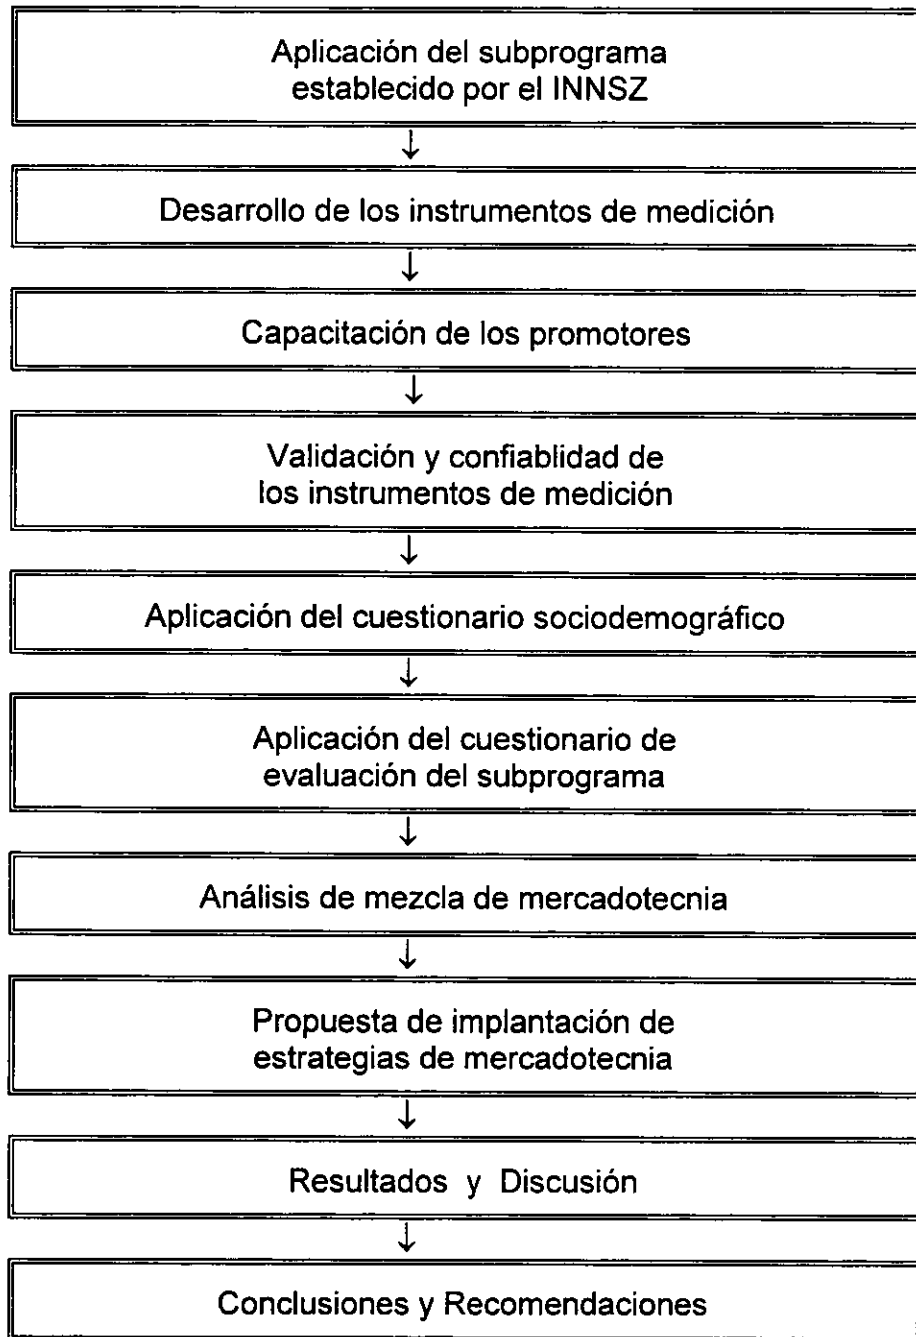 Aplicación del subprograma
establecido por el INNSZ
↓
Desarrollo de los instrumentos de medición
↓
Capacitación de los promotores
↓
Validación y confiablidad de
los instrumentos de medición
↓
Aplicación del cuestionario sociodemográfico
↓
Aplicación del cuestionario de
evaluación del subprograma
↓
Análisis de mezcla de mercadotecnia
↓
Propuesta de implantación de
estrategias de mercadotecnia
↓
Resultados y Discusión
↓
Conclusiones y Recomendaciones